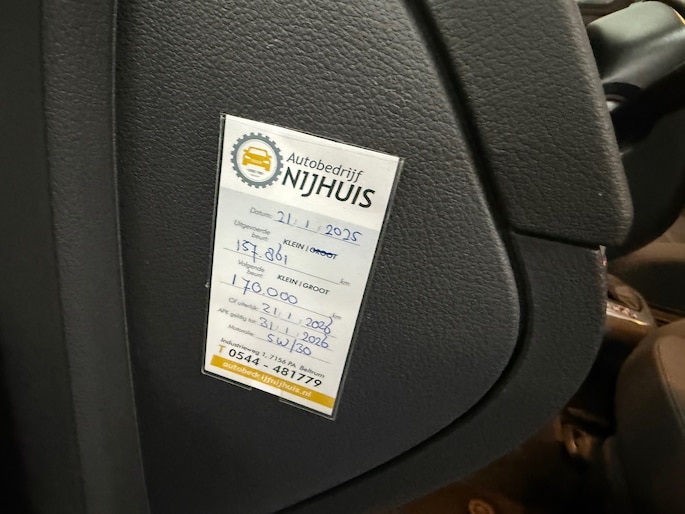 Autobedrijf
NIJHUIS
Datum: 21 1 2025
Uitgevoerde beurt: KLEIN | GROOT
157.861 km
Volgende beurt: KLEIN | GROOT
170.000 km
Of uiterlijk: 21 1 2026
APK geldig tot: 31 1 2026
Motorolie: 5W/30
Industrieweg 1, 7156 PA Beltrum
T 0544 - 481779
autobedrijfnijhuis.nl